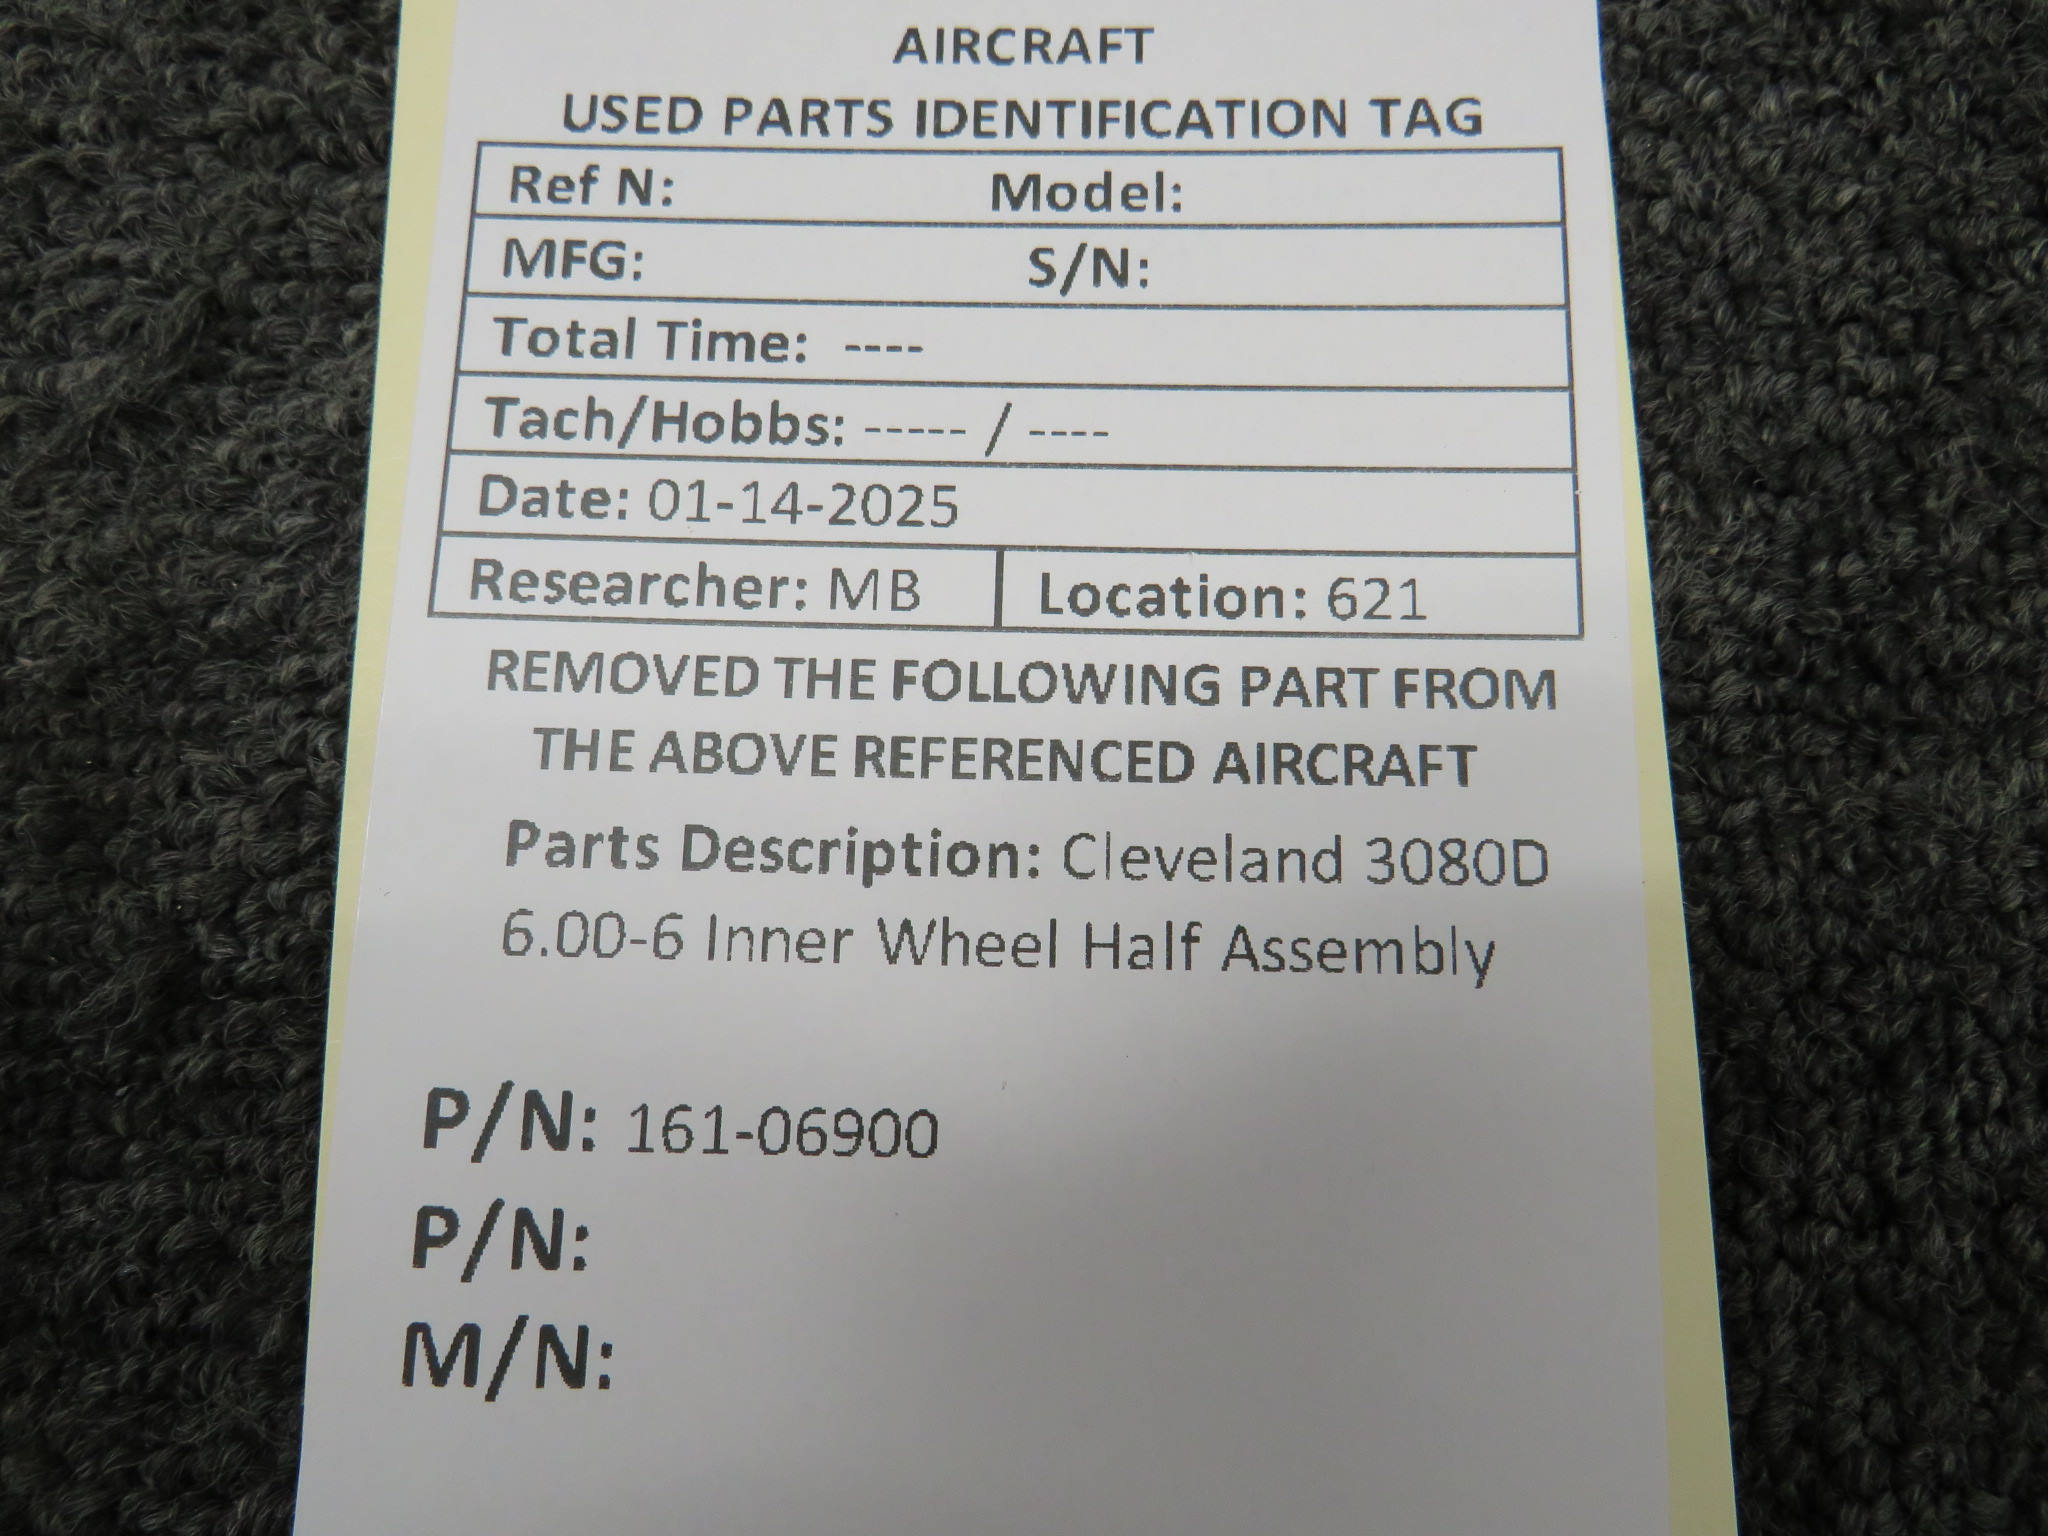 AIRCRAFT
USED PARTS IDENTIFICATION TAG
Ref N: Model:
MFG: S/N:
Total Time: ----
Tach/Hobbs: ----- / ----
Date: 01-14-2025
Researcher: MB Location: 621
REMOVED THE FOLLOWING PART FROM
THE ABOVE REFERENCED AIRCRAFT
Parts Description: Cleveland 3080D
6.00-6 Inner Wheel Half Assembly
P/N: 161-06900
P/N:
M/N: